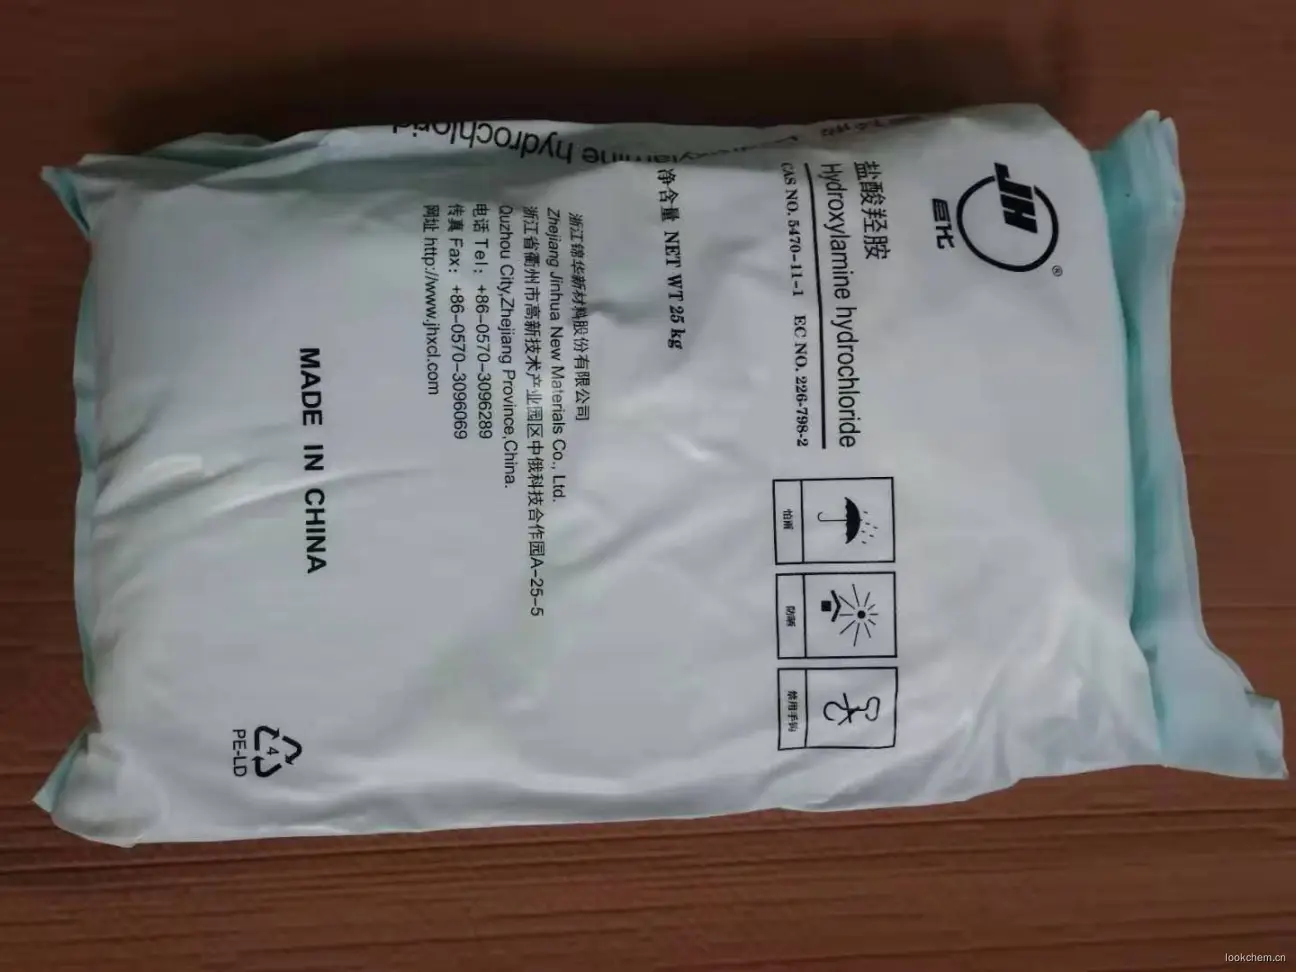 JH
®
巨化
盐酸羟胺
Hydroxylamine hydrochloride
CAS NO. 5470-11-1 EC NO. 226-798-2
怕雨
防晒
禁用手钩
净含量 NET WT 25 kg
浙江锦华新材料股份有限公司
Zhejiang Jinhua New Materials Co., Ltd.
浙江省衢州市高新技术产业园区中俄科技合作园A-25-5
Quzhou City,Zhejiang Province,China.
电话 Tel: +86-0570-3096289
传真 Fax: +86-0570-3096069
网址 http://www.jhxcl.com
MADE IN CHINA
4
PE-LD
hydrochlorid
lookchem.cn